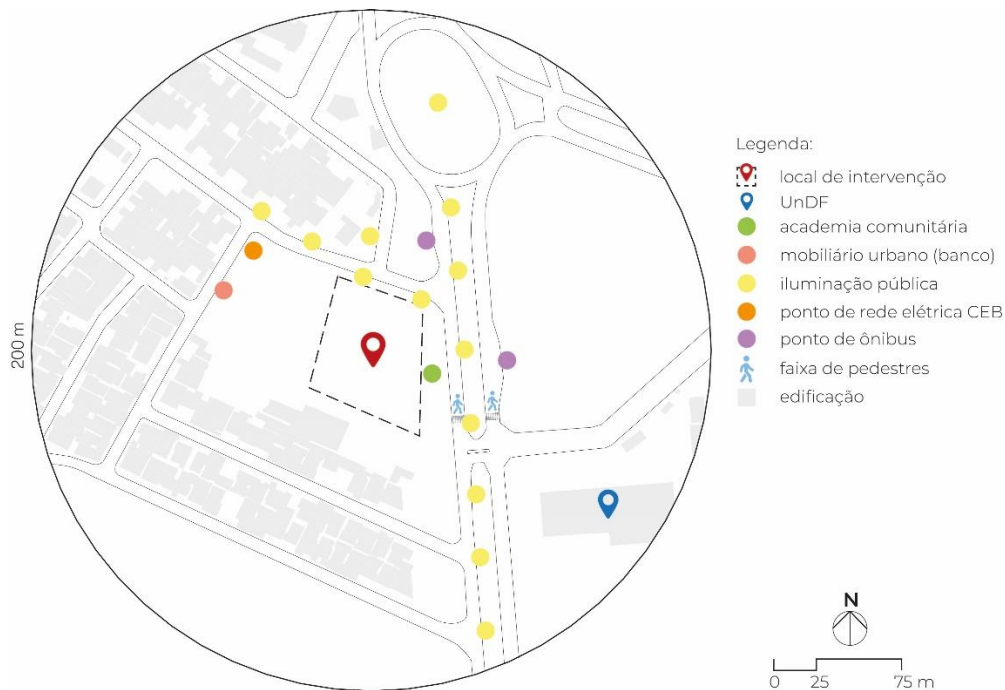 200 m
Legenda:
local de intervenção
UnDF
academia comunitária
mobiliário urbano (banco)
iluminação pública
ponto de rede elétrica CEB
ponto de ônibus
faixa de pedestres
edificação
N
0 25 75 m